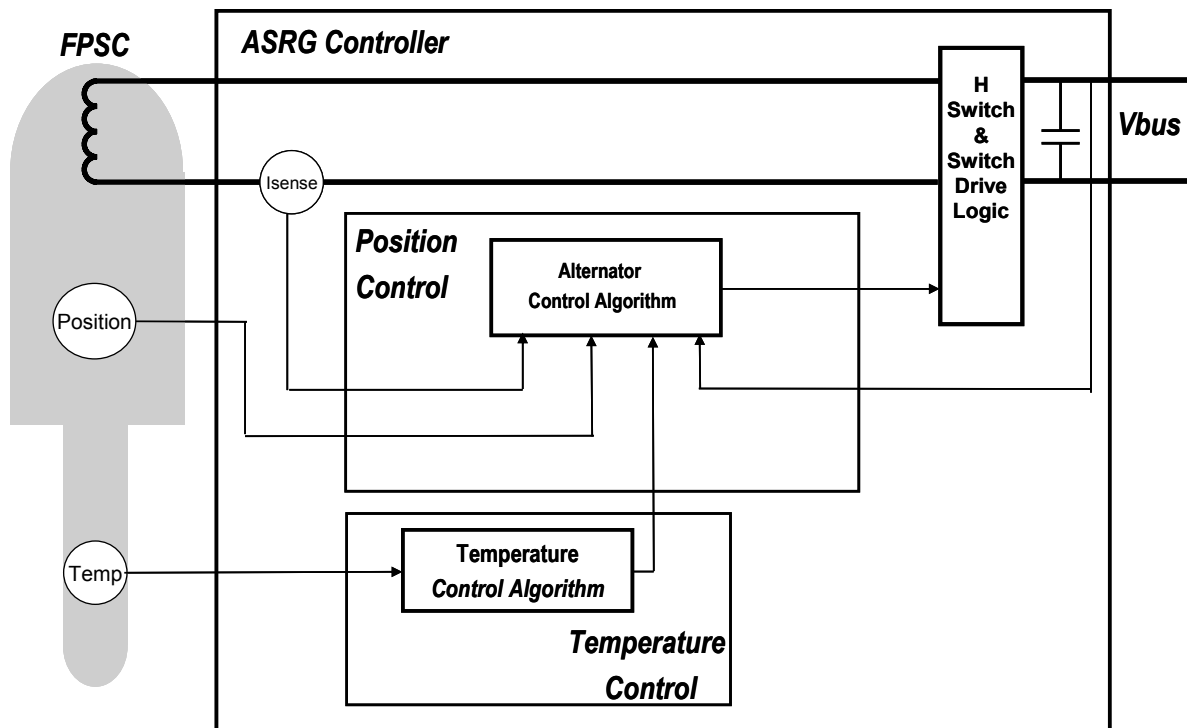 FPSC
ASRG Controller
H
Switch
&
Switch
Drive
Logic
Vbus
Isense
Position
Control
Alternator
Control Algorithm
Position
Temp
Temperature
Control Algorithm
Temperature
Control